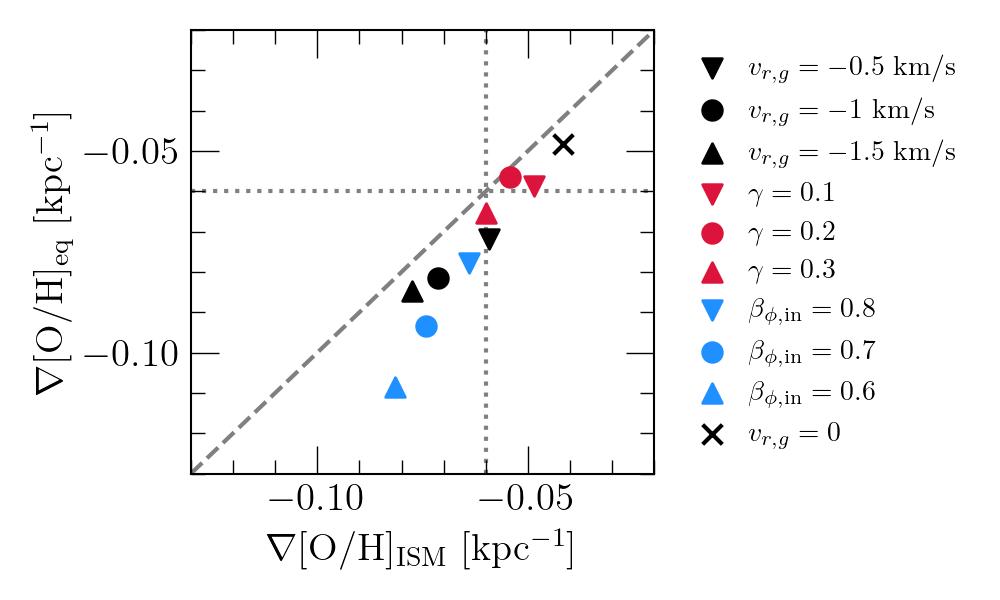 ∇[O/H]eq [kpc⁻¹]
−0.05
−0.10
−0.10 −0.05
∇[O/H]ISM [kpc⁻¹]
vr,g = −0.5 km/s
vr,g = −1 km/s
vr,g = −1.5 km/s
γ = 0.1
γ = 0.2
γ = 0.3
βϕ,in = 0.8
βϕ,in = 0.7
βϕ,in = 0.6
vr,g = 0